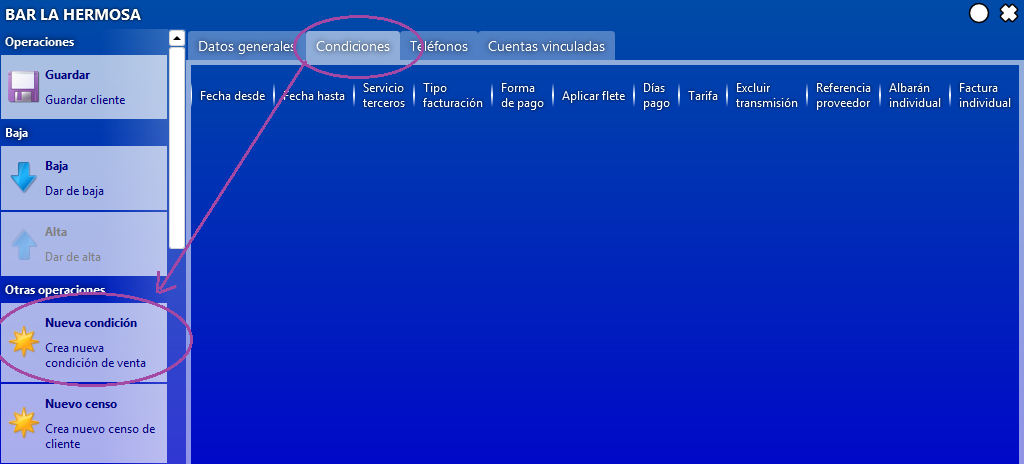 BAR LA HERMOSA
Operaciones
Guardar
Guardar cliente
Baja
Baja
Dar de baja
Alta
Dar de alta
Otras operaciones
Nueva condición
Crea nueva
condición de venta
Nuevo censo
Crea nuevo censo de
cliente
Datos generales Condiciones Teléfonos Cuentas vinculadas
Fecha desde
Fecha hasta
Servicio
terceros
Tipo
facturación
Forma
de pago
Aplicar flete
Días
pago
Tarifa
Excluir
transmisión
Referencia
proveedor
Albarán
individual
Factura
individual